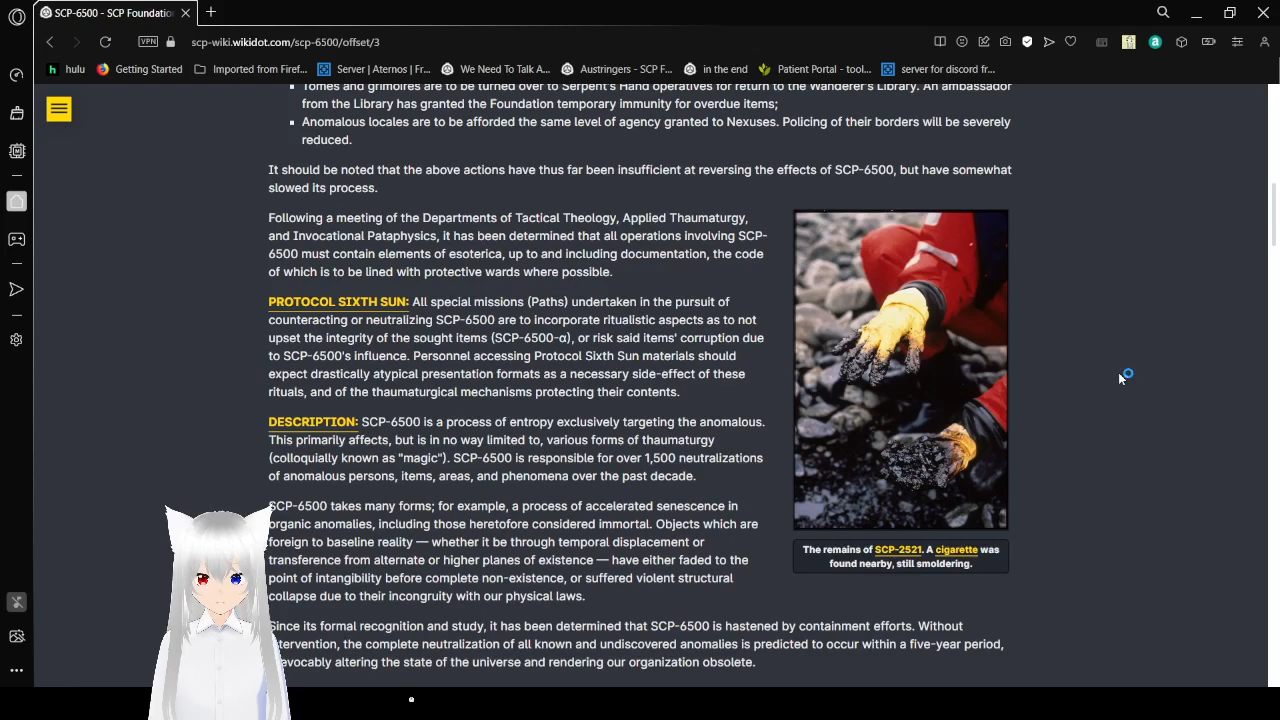 SCP-6500 - SCP Foundatio
scp-wiki.wikidot.com/scp-6500/offset/3
VPN
hulu
Getting Started
Imported from Firef...
Server | Aternos | Fr...
We Need To Talk A...
Austringers - SCP F...
in the end
Patient Portal - tool...
server for discord fr...
Tomes and grimoires are to be turned over to Serpent's Hand operatives for return to the Wanderer's Library. An ambassador
from the Library has granted the Foundation temporary immunity for overdue items;
Anomalous locales are to be afforded the same level of agency granted to Nexuses. Policing of their borders will be severely
reduced.
It should be noted that the above actions have thus far been insufficient at reversing the effects of SCP-6500, but have somewhat
slowed its process.
Following a meeting of the Departments of Tactical Theology, Applied Thaumaturgy,
and Invocational Pataphysics, it has been determined that all operations involving SCP-
6500 must contain elements of esoterica, up to and including documentation, the code
of which is to be lined with protective wards where possible.
PROTOCOL SIXTH SUN: All special missions (Paths) undertaken in the pursuit of
counteracting or neutralizing SCP-6500 are to incorporate ritualistic aspects as to not
upset the integrity of the sought items (SCP-6500-α), or risk said items' corruption due
to SCP-6500's influence. Personnel accessing Protocol Sixth Sun materials should
expect drastically atypical presentation formats as a necessary side-effect of these
rituals, and of the thaumaturgical mechanisms protecting their contents.
DESCRIPTION: SCP-6500 is a process of entropy exclusively targeting the anomalous.
This primarily affects, but is in no way limited to, various forms of thaumaturgy
(colloquially known as "magic"). SCP-6500 is responsible for over 1,500 neutralizations
of anomalous persons, items, areas, and phenomena over the past decade.
SCP-6500 takes many forms; for example, a process of accelerated senescence in
organic anomalies, including those heretofore considered immortal. Objects which are
foreign to baseline reality — whether it be through temporal displacement or
transference from alternate or higher planes of existence — have either faded to the
point of intangibility before complete non-existence, or suffered violent structural
collapse due to their incongruity with our physical laws.
The remains of SCP-2521. A cigarette was
found nearby, still smoldering.
Since its formal recognition and study, it has been determined that SCP-6500 is hastened by containment efforts. Without
tervention, the complete neutralization of all known and undiscovered anomalies is predicted to occur within a five-year period,
evocably altering the state of the universe and rendering our organization obsolete.